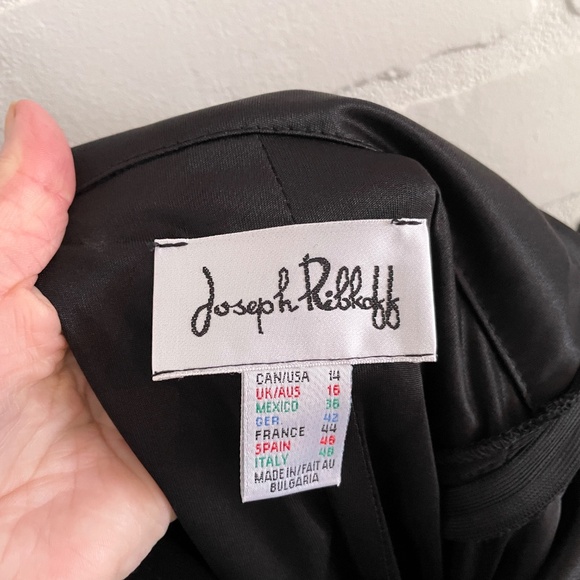 Joseph Ribkoff
CAN/USA 14
UK/AUS 16
MEXICO 36
GER. 42
FRANCE 44
SPAIN 46
ITALY 48
MADE IN/FAIT AU
BULGARIA